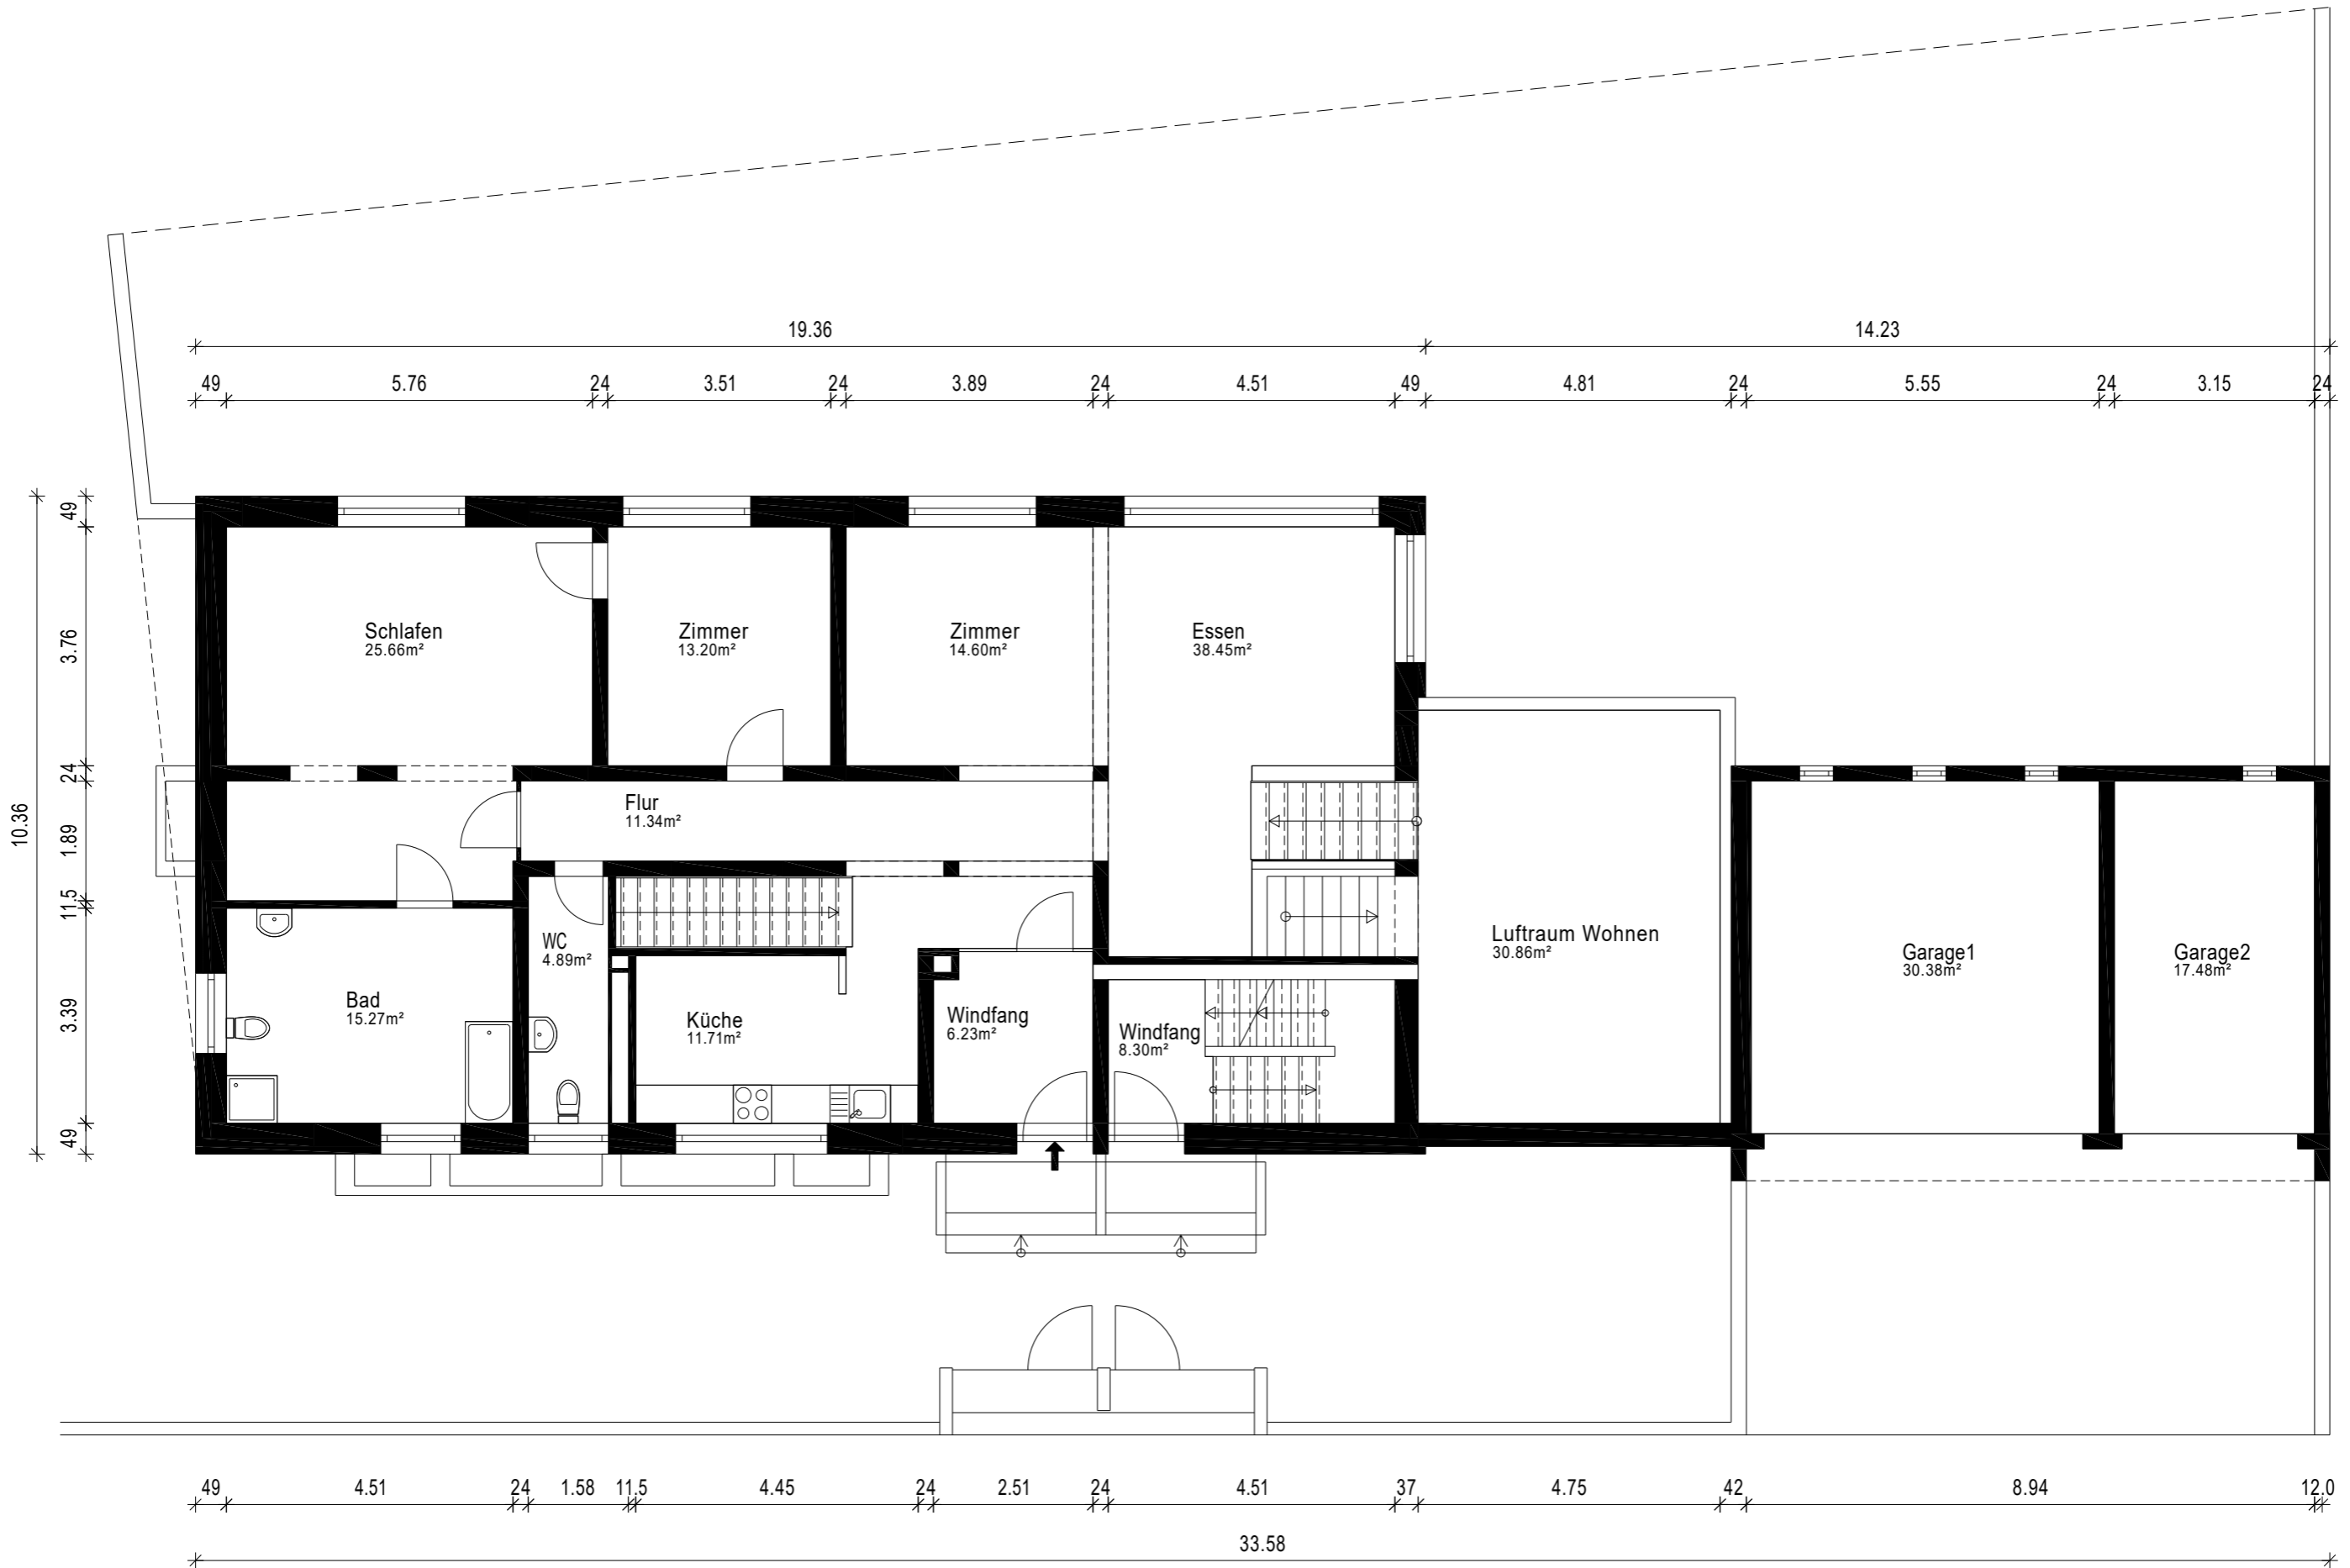 19.36 14.23
49 5.76 24 3.51 24 3.89 24 4.51 49 4.81 24 5.55 24 3.15 24
10.36
49
3.76
24
1.89
11.5
3.39
49
Schlafen
25.66m²
Zimmer
13.20m²
Zimmer
14.60m²
Essen
38.45m²
Flur
11.34m²
WC
4.89m²
Bad
15.27m²
Küche
11.71m²
Windfang
6.23m²
Windfang
8.30m²
Luftraum Wohnen
30.86m²
Garage1
30.38m²
Garage2
17.48m²
49 4.51 24 1.58 11.5 4.45 24 2.51 24 4.51 37 4.75 42 8.94 12.0
33.58